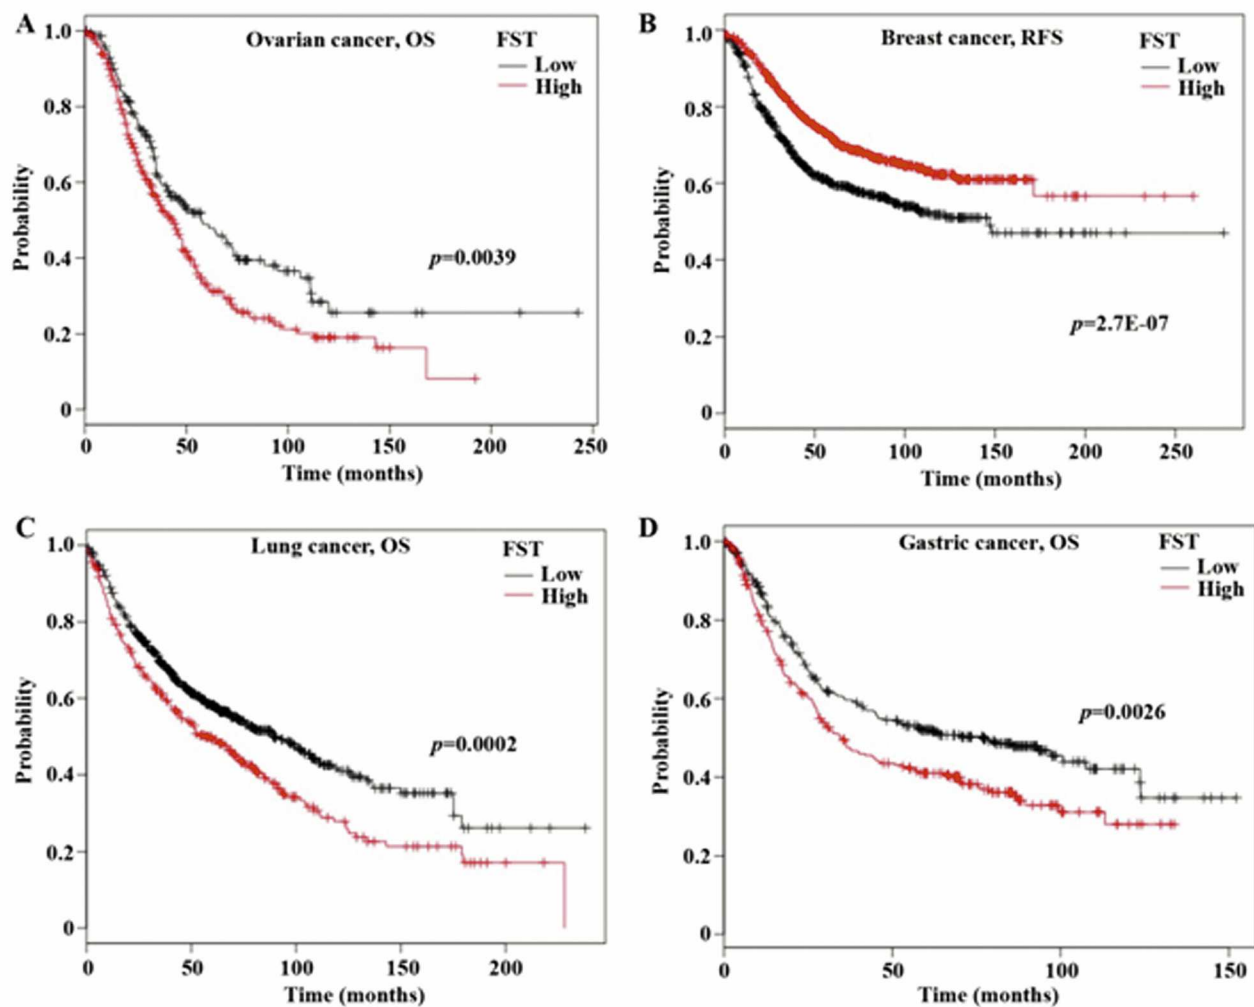 A
Ovarian cancer, OS
FST
Low
High
1.0
0.8
0.6
0.4
0.2
0
Probability
p=0.0039
0 50 100 150 200 250
Time (months)
B
Breast cancer, RFS
FST
Low
High
1.0
0.8
0.6
0.4
0.2
0
Probability
p=2.7E-07
0 50 100 150 200 250
Time (months)
C
Lung cancer, OS
FST
Low
High
1.0
0.8
0.6
0.4
0.2
0
Probability
p=0.0002
0 50 100 150 200
Time (months)
D
Gastric cancer, OS
FST
Low
High
1.0
0.8
0.6
0.4
0.2
0
Probability
p=0.0026
0 50 100 150
Time (months)